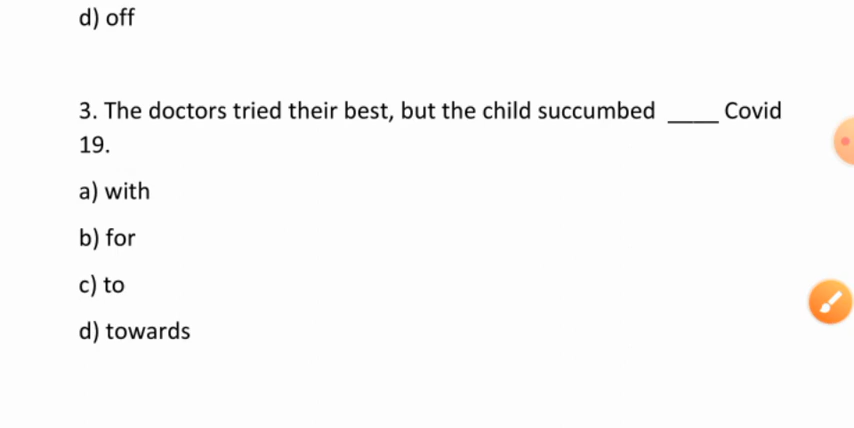 d) off
3. The doctors tried their best, but the child succumbed ____ Covid
19.
a) with
b) for
c) to
d) towards